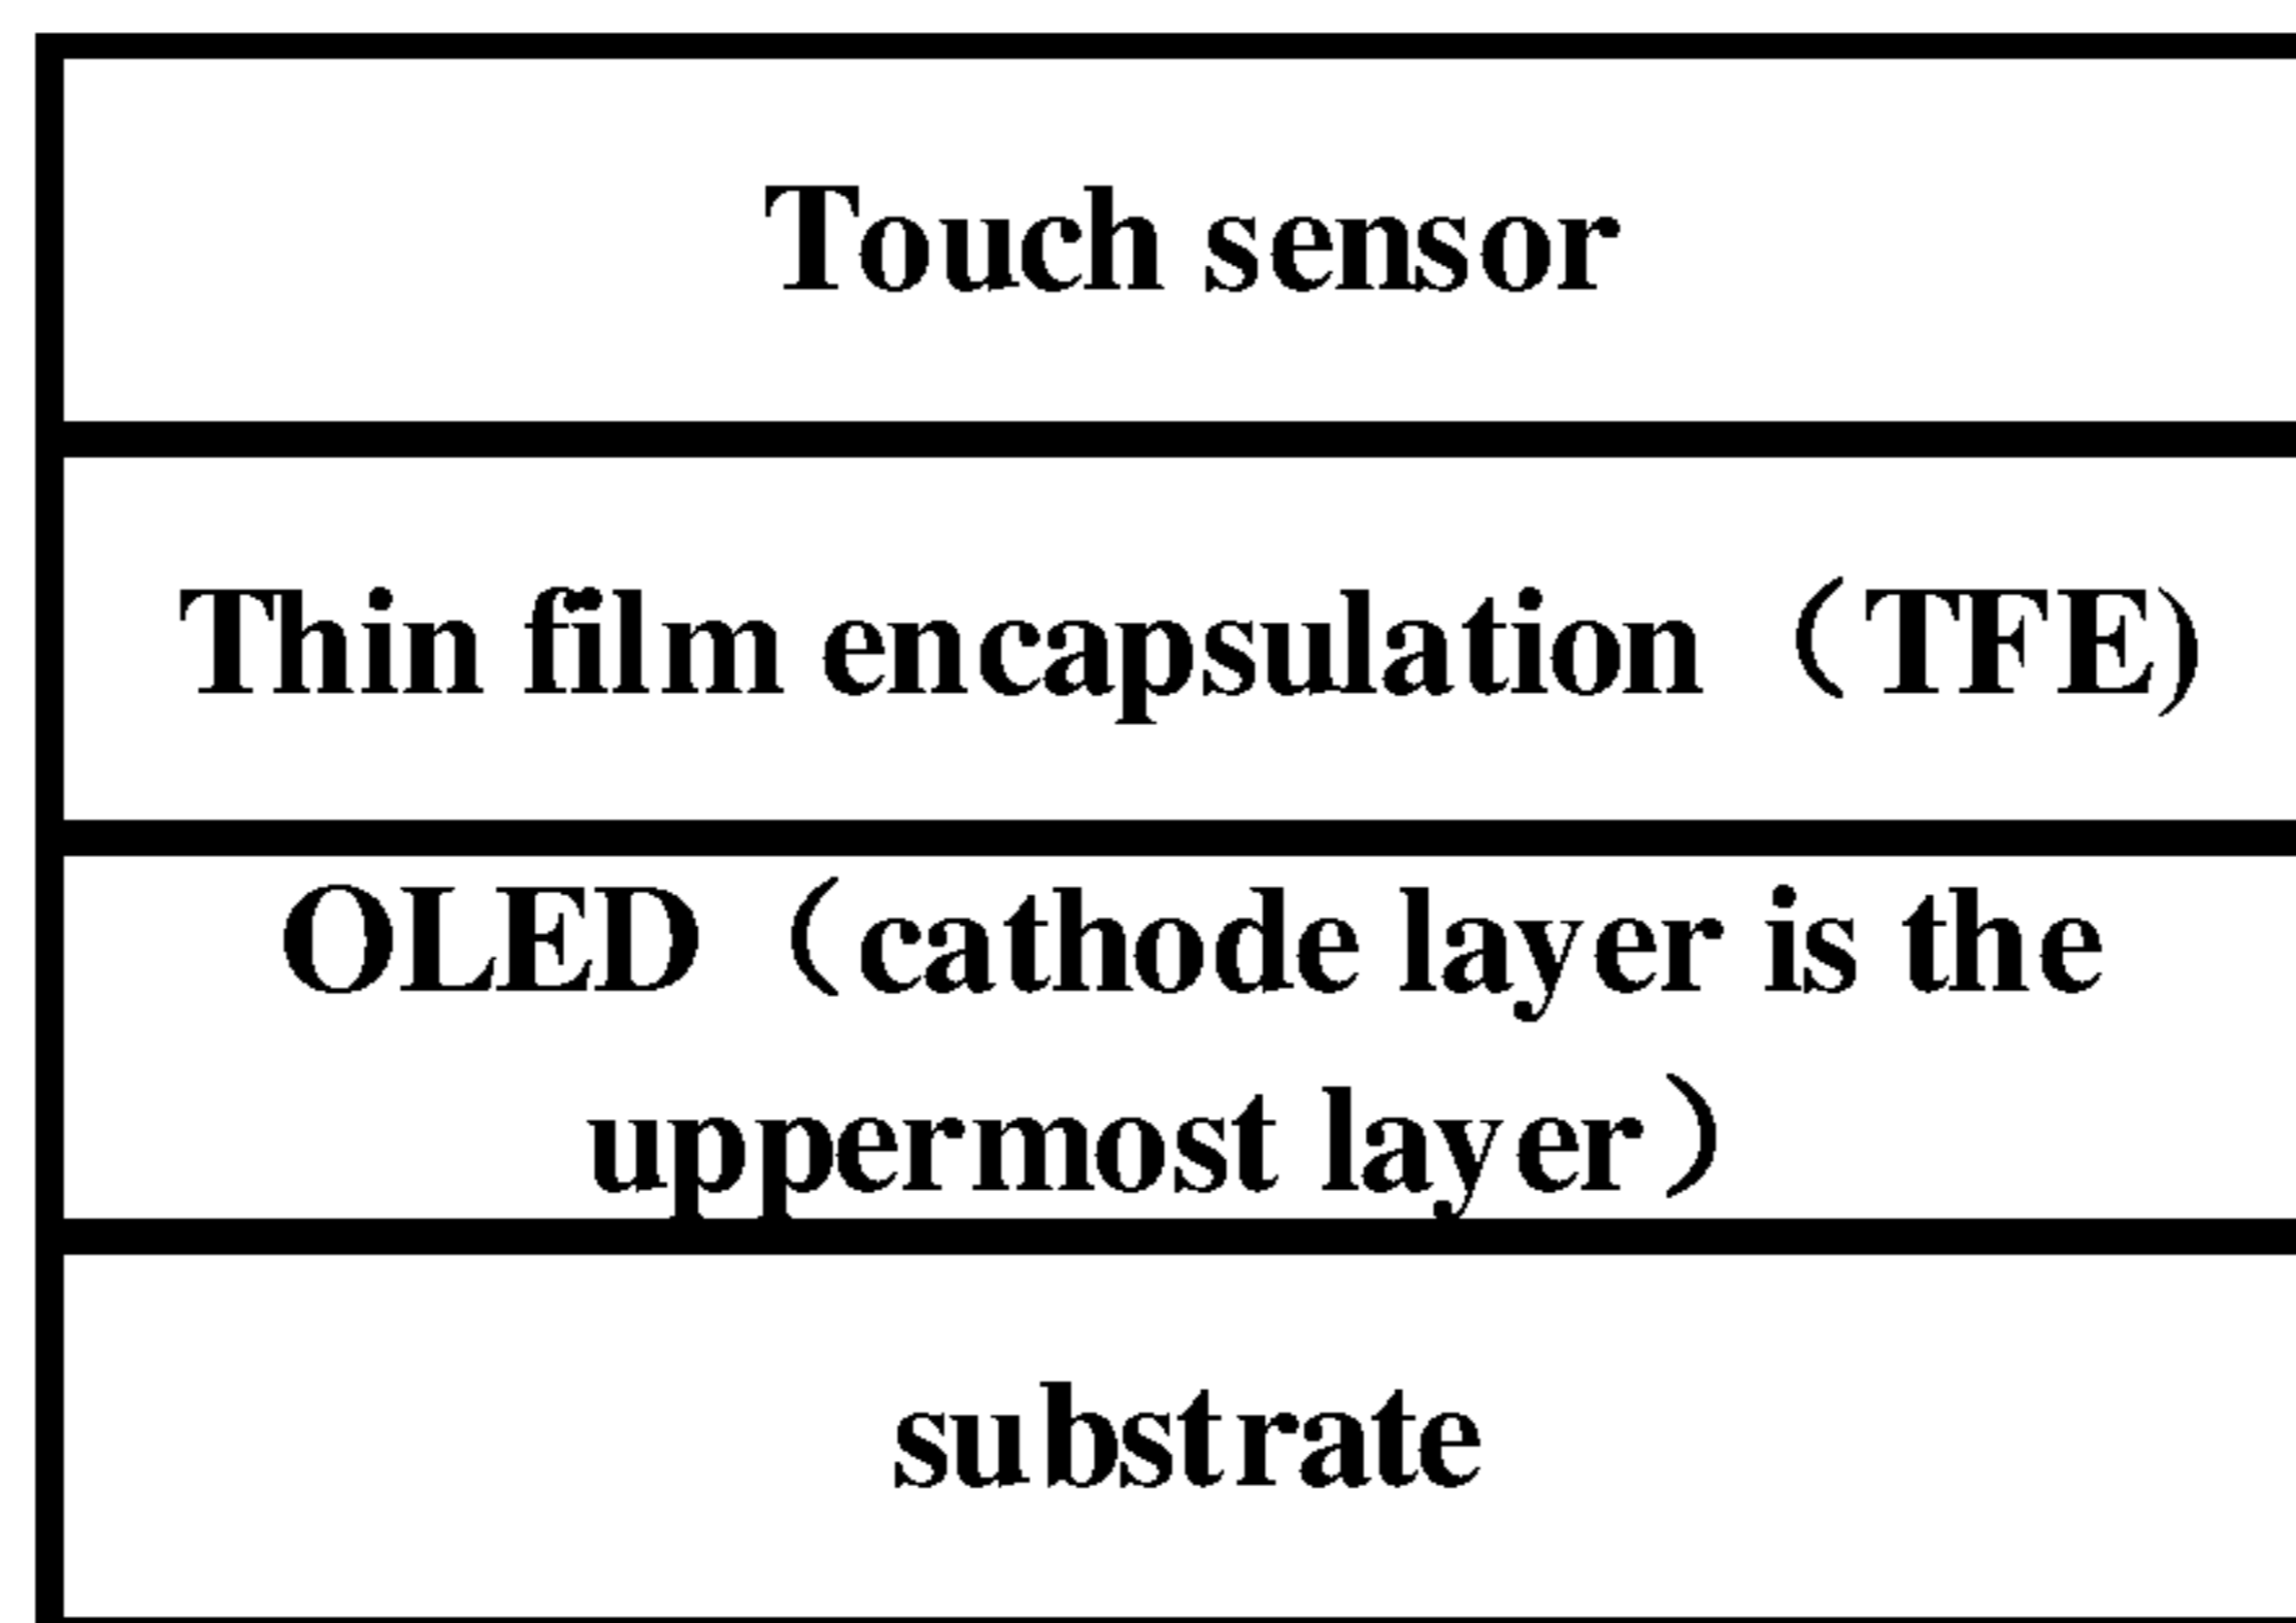 Touch sensor
Thin film encapsulation （TFE)
OLED（cathode layer is the
uppermost layer）
substrate